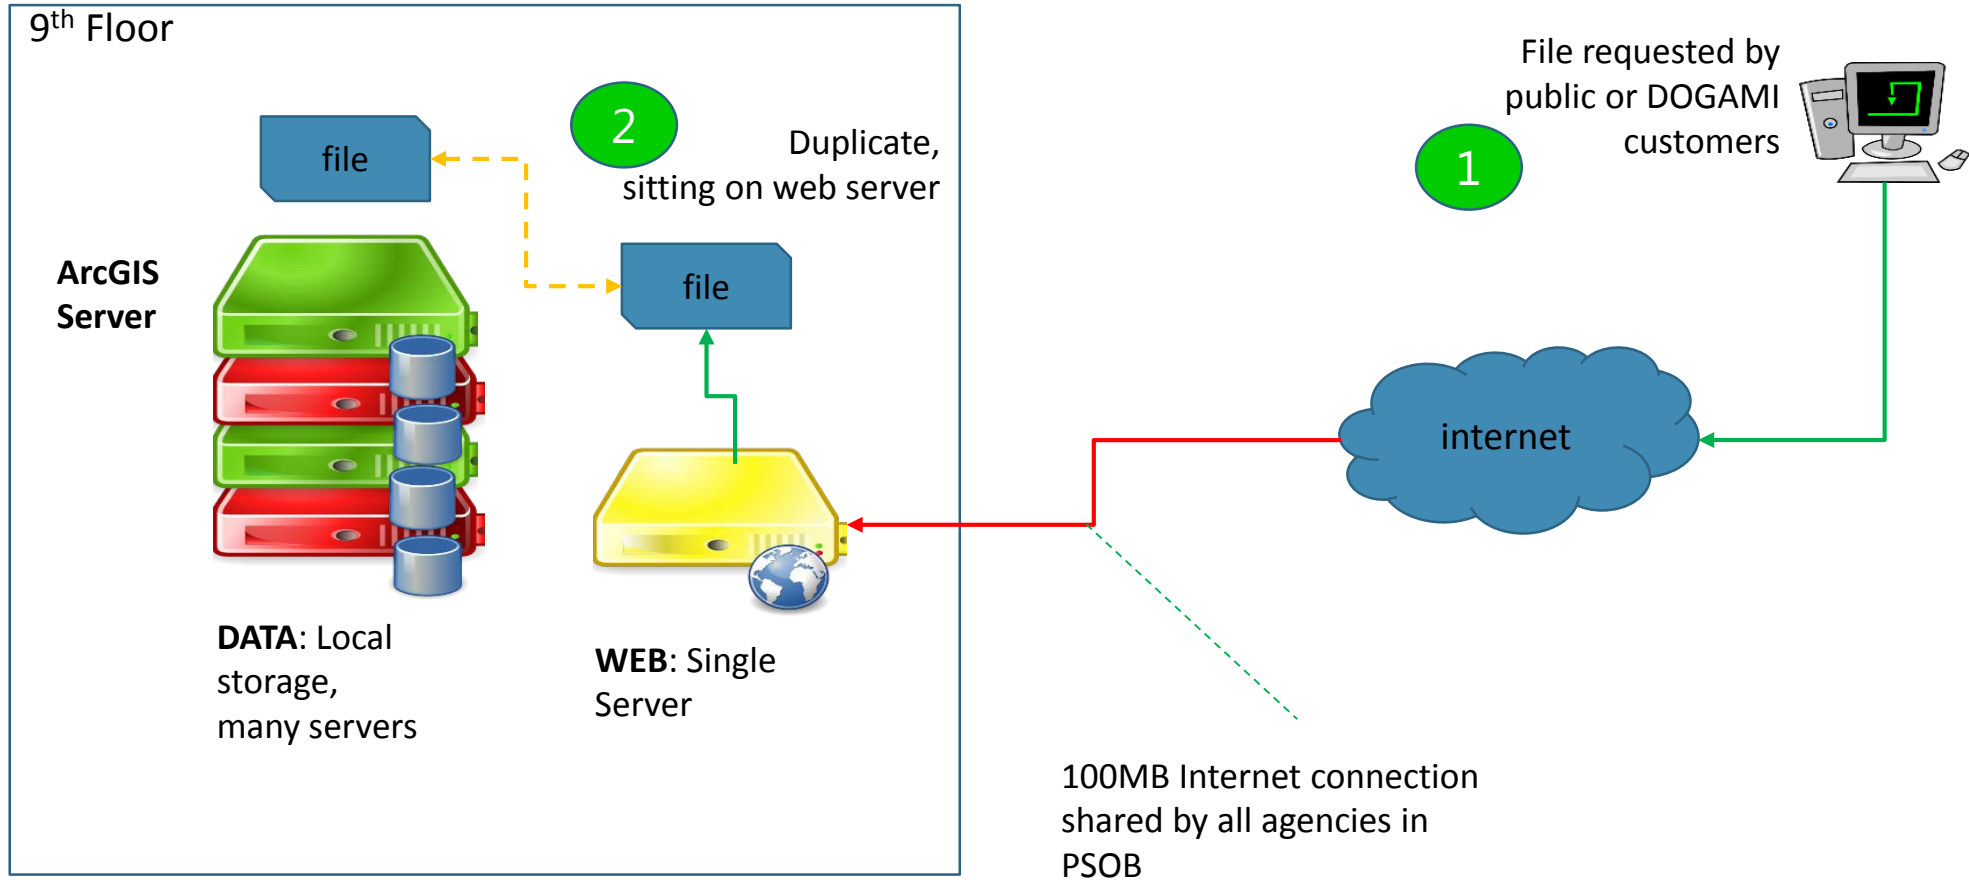 9th Floor
file
2
Duplicate,
sitting on web server
file
ArcGIS
Server
DATA: Local
storage,
many servers
WEB: Single
Server
File requested by
public or DOGAMI
customers
1
internet
100MB Internet connection
shared by all agencies in
PSOB